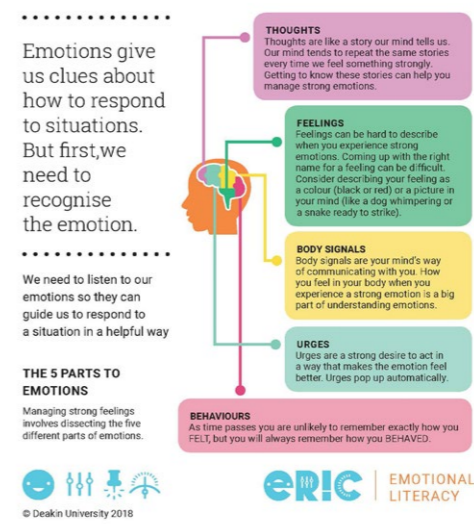 Emotions give
us clues about
how to respond
to situations.
But first,we
need to
recognise
the emotion.
We need to listen to our
emotions so they can
guide us to respond to
a situation in a helpful way
THE 5 PARTS TO
EMOTIONS
Managing strong feelings
involves dissecting the five
different parts of emotions.
THOUGHTS
Thoughts are like a story our mind tells us.
Our mind tends to repeat the same stories
every time we feel something strongly.
Getting to know these stories can help you
manage strong emotions.
FEELINGS
Feelings can be hard to describe
when you experience strong
emotions. Coming up with the right
name for a feeling can be difficult.
Consider describing your feeling as
a colour (black or red) or a picture in
your mind (like a dog whimpering or
a snake ready to strike).
BODY SIGNALS
Body signals are your mind's way
of communicating with you. How
you feel in your body when you
experience a strong emotion is a big
part of understanding emotions.
URGES
Urges are a strong desire to act in
a way that makes the emotion feel
better. Urges pop up automatically.
BEHAVIOURS
As time passes you are unlikely to remember exactly how you
FELT, but you will always remember how you BEHAVED.
© Deakin University 2018
eRIC
EMOTIONAL
LITERACY